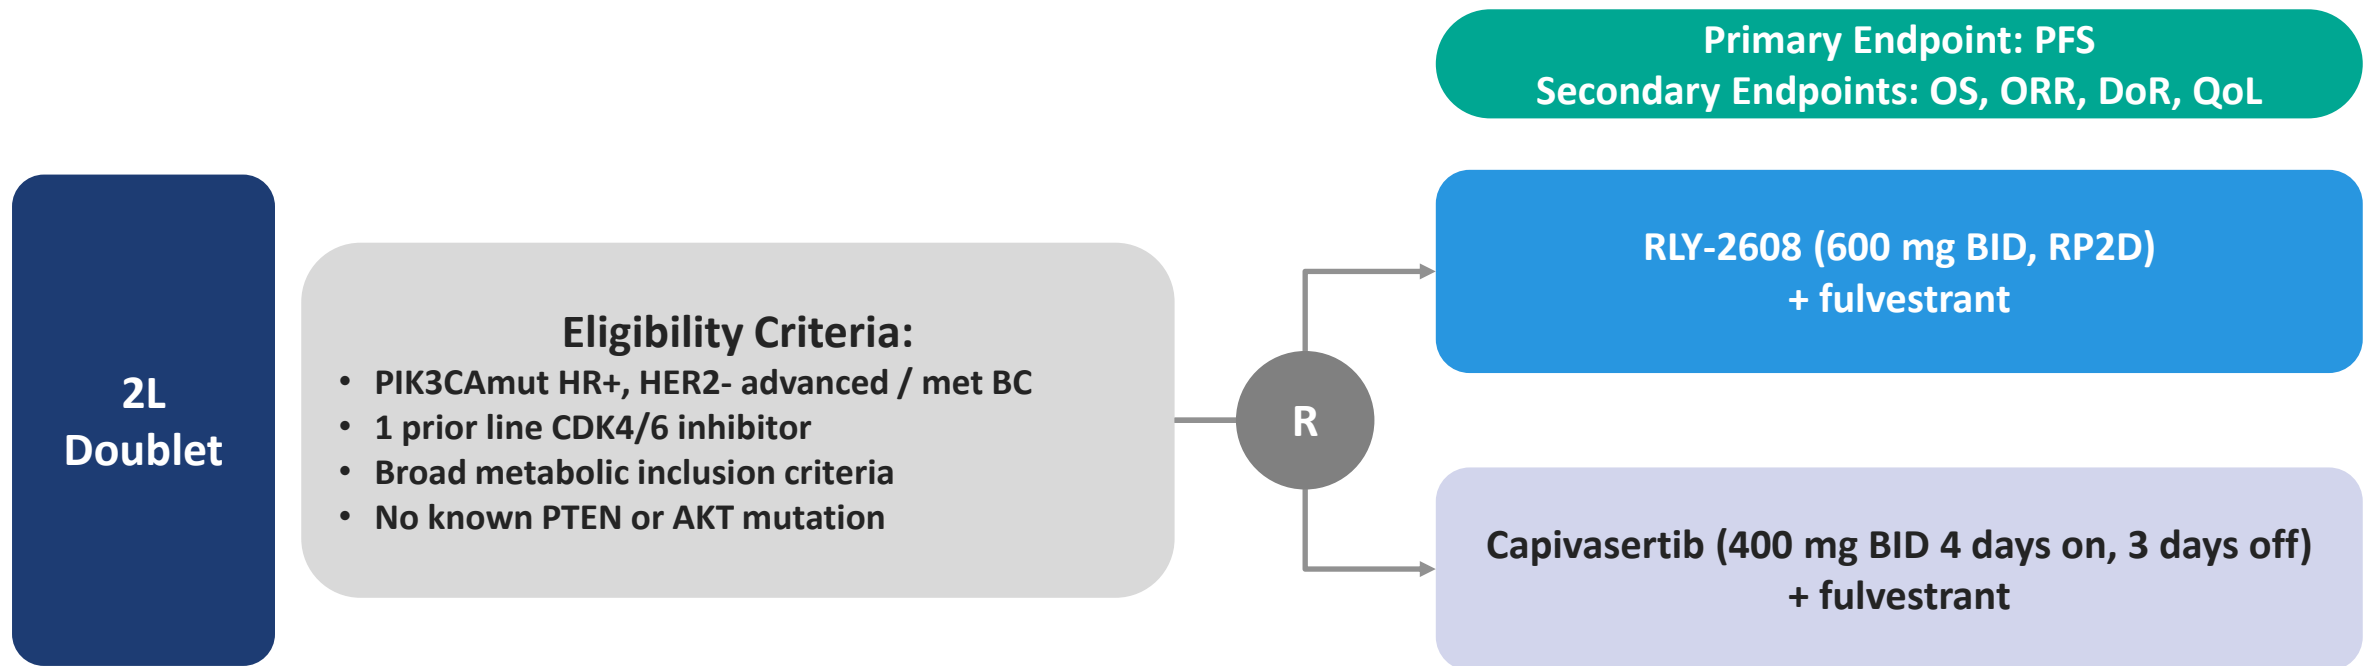 Primary Endpoint: PFS
Secondary Endpoints: OS, ORR, DoR, QoL
2L
Doublet
Eligibility Criteria:
• PIK3CAmut HR+, HER2- advanced / met BC
• 1 prior line CDK4/6 inhibitor
• Broad metabolic inclusion criteria
• No known PTEN or AKT mutation
R
RLY-2608 (600 mg BID, RP2D)
+ fulvestrant
Capivasertib (400 mg BID 4 days on, 3 days off)
+ fulvestrant